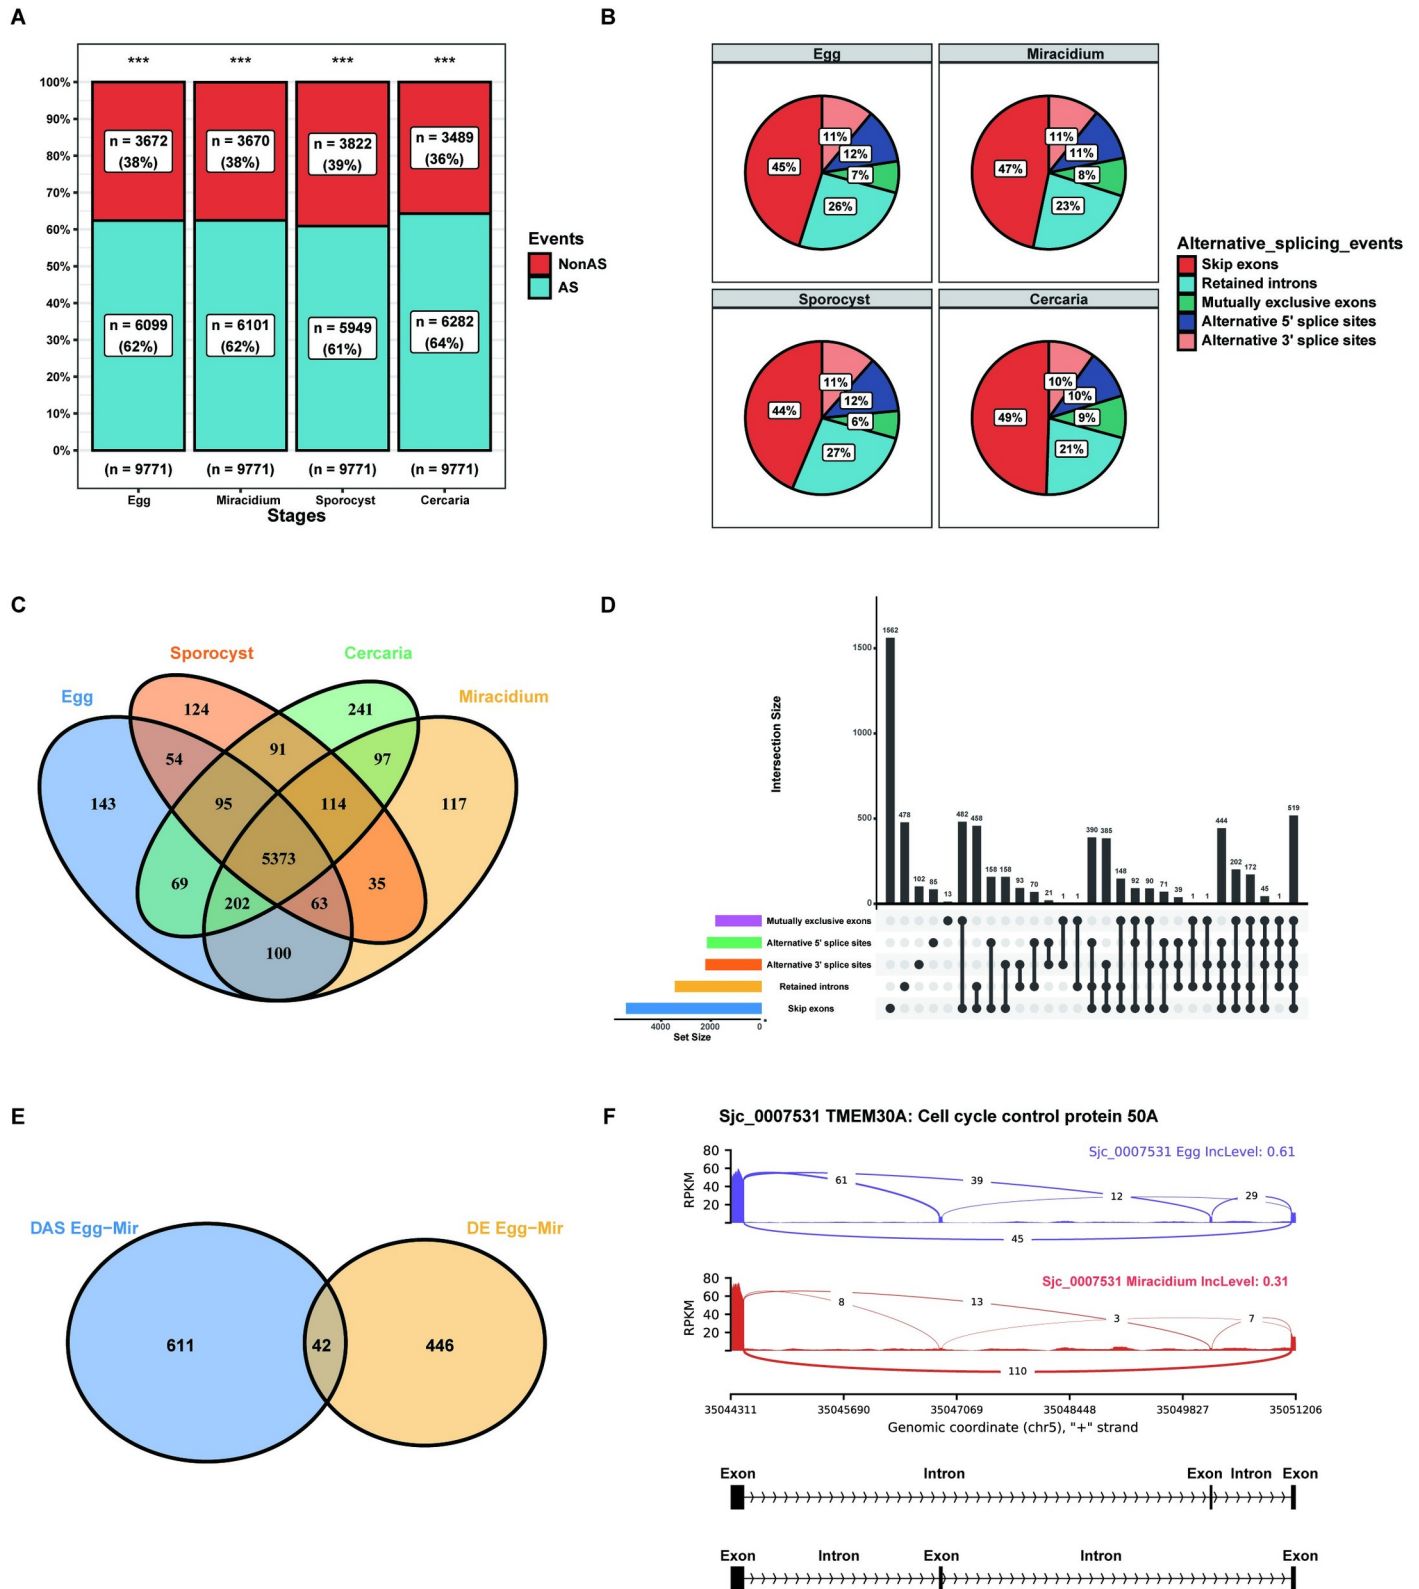 A
***
***
***
***
100%
90%
80%
70%
60%
50%
40%
30%
20%
10%
0%
n = 3672
(38%)
n = 3670
(38%)
n = 3822
(39%)
n = 3489
(36%)
n = 6099
(62%)
n = 6101
(62%)
n = 5949
(61%)
n = 6282
(64%)
(n = 9771)
(n = 9771)
(n = 9771)
(n = 9771)
Egg
Miracidium
Sporocyst
Cercaria
Stages
Events
NonAS
AS
B
Egg
11%
12%
7%
26%
45%
Miracidium
11%
11%
8%
23%
47%
Sporocyst
11%
12%
6%
27%
44%
Cercaria
10%
10%
9%
21%
49%
Alternative_splicing_events
Skip exons
Retained introns
Mutually exclusive exons
Alternative 5' splice sites
Alternative 3' splice sites
C
Sporocyst
Cercaria
Egg
Miracidium
124
241
54
91
97
143
95
114
117
5373
69
35
202
63
100
D
Intersection Size
1500
1000
500
0
1562
478
102
85
13
482
458
158
158
93
70
21
1
1
390
385
148
92
90
71
39
1
1
444
202
172
45
1
519
Mutually exclusive exons
Alternative 5' splice sites
Alternative 3' splice sites
Retained introns
Skip exons
4000
2000
0
Set Size
E
DAS Egg−Mir
DE Egg−Mir
611
42
446
F
Sjc_0007531 TMEM30A: Cell cycle control protein 50A
Sjc_0007531 Egg IncLevel: 0.61
RPKM
80
60
40
20
61
39
12
29
45
Sjc_0007531 Miracidium IncLevel: 0.31
RPKM
80
60
40
20
8
13
3
7
110
35044311
35045690
35047069
35048448
35049827
35051206
Genomic coordinate (chr5), "+" strand
Exon
Intron
Exon
Intron
Exon
Exon
Intron
Exon
Intron
Exon